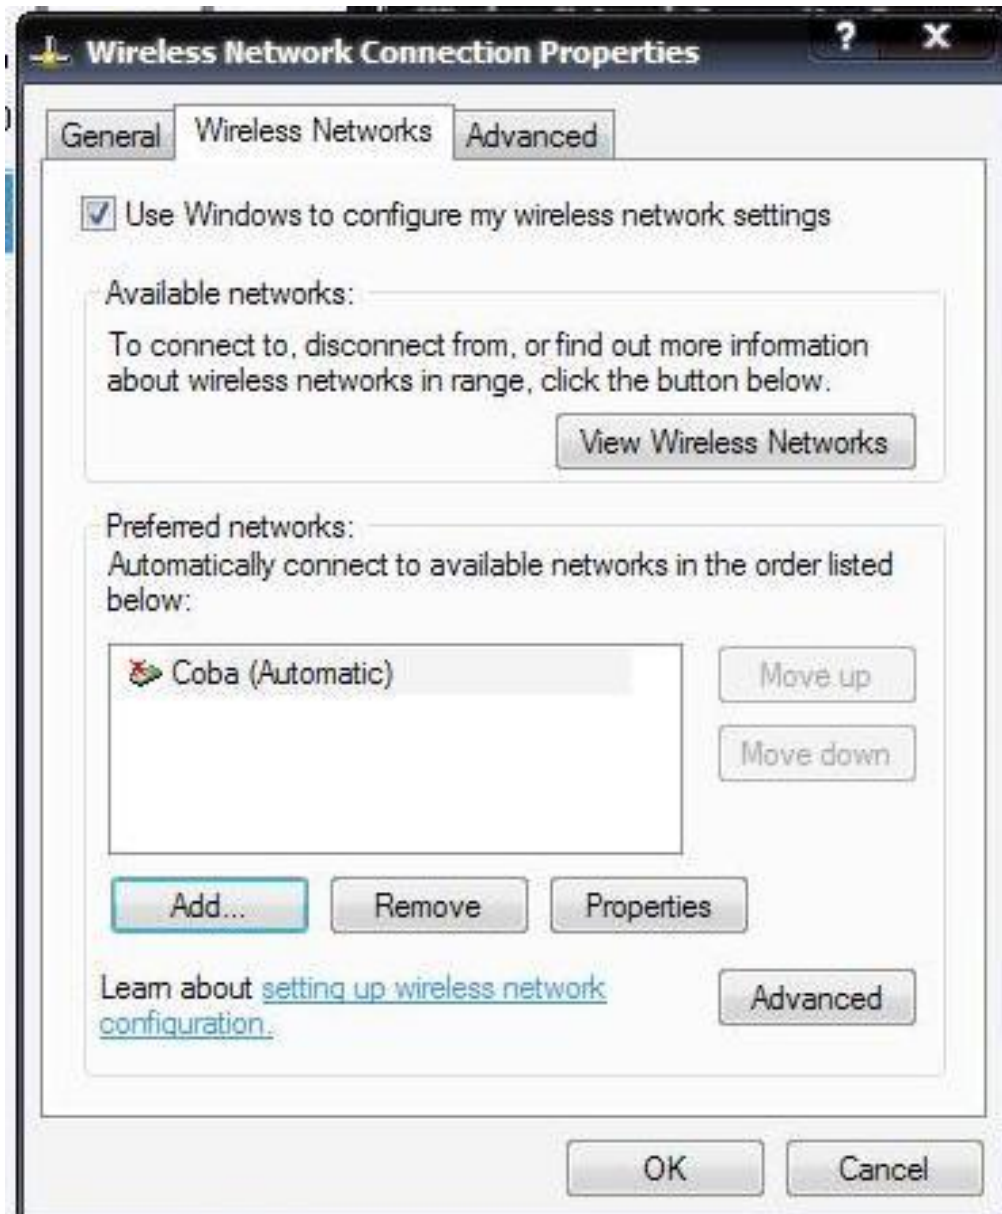 Wireless Network Connection Properties
?
X
General
Wireless Networks
Advanced
Use Windows to configure my wireless network settings
Available networks:
To connect to, disconnect from, or find out more information
about wireless networks in range, click the button below.
View Wireless Networks
Preferred networks:
Automatically connect to available networks in the order listed
below:
Coba (Automatic)
Move up
Move down
Add...
Remove
Properties
Learn about setting up wireless network
configuration.
Advanced
OK
Cancel